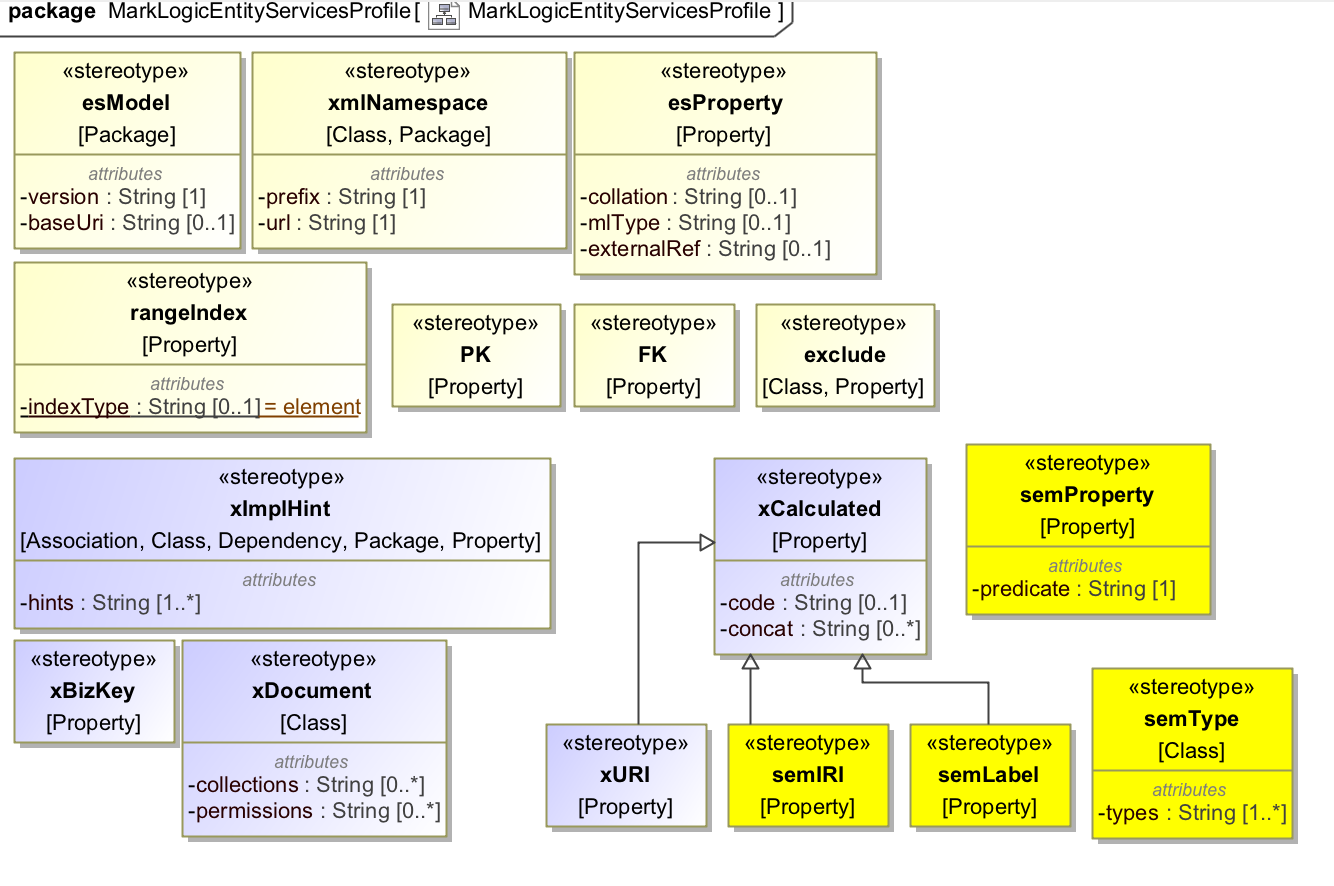 package MarkLogicEntityServicesProfile[ MarkLogicEntityServicesProfile ]
«stereotype»
esModel
[Package]
attributes
-version : String [1]
-baseUri : String [0..1]
«stereotype»
xmlNamespace
[Class, Package]
attributes
-prefix : String [1]
-url : String [1]
«stereotype»
esProperty
[Property]
attributes
-collation : String [0..1]
-mlType : String [0..1]
-externalRef : String [0..1]
«stereotype»
rangeIndex
[Property]
attributes
-indexType : String [0..1] = element
«stereotype»
PK
[Property]
«stereotype»
FK
[Property]
«stereotype»
exclude
[Class, Property]
«stereotype»
xImplHint
[Association, Class, Dependency, Package, Property]
attributes
-hints : String [1..*]
«stereotype»
xCalculated
[Property]
attributes
-code : String [0..1]
-concat : String [0..*]
«stereotype»
semProperty
[Property]
attributes
-predicate : String [1]
«stereotype»
xBizKey
[Property]
«stereotype»
xDocument
[Class]
attributes
-collections : String [0..*]
-permissions : String [0..*]
«stereotype»
xURI
[Property]
«stereotype»
semIRI
[Property]
«stereotype»
semLabel
[Property]
«stereotype»
semType
[Class]
attributes
-types : String [1..*]